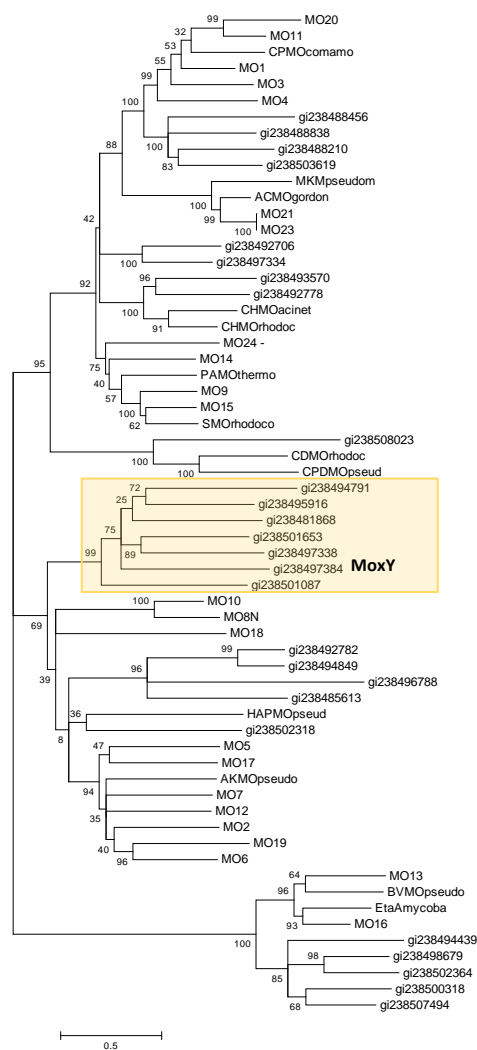 99
MO20
32
MO11
53
CPMOcomamo
55
MO1
99
MO3
MO4
100
gi238488456
88
gi238488838
100
gi238488210
83
gi238503619
MKMpseudom
100
ACMOgordon
99
MO21
100
MO23
42
gi238492706
100
gi238497334
96
gi238493570
92
gi238492778
100
CHMOacinet
91
CHMOrhodoc
MO24 -
75
MO14
95
40
PAMOthermo
57
MO9
100
MO15
62
SMOrhodoco
gi238508023
100
CDMOrhodoc
100
CPDMOpseud
72
gi238494791
25
gi238495916
75
gi238481868
gi238501653
89
gi238497338
99
gi238497384
MoxY
gi238501087
100
MO10
MO8N
69
MO18
99
gi238492782
39
96
gi238494849
gi238496788
gi238485613
36
HAPMOpseud
8
gi238502318
47
MO5
MO17
94
AKMOpseudo
MO7
35
MO12
MO2
40
MO19
96
MO6
64
MO13
96
BVMOpseudo
EtaAmycoba
93
MO16
100
gi238494439
98
gi238498679
85
gi238502364
gi238500318
68
gi238507494
0.5